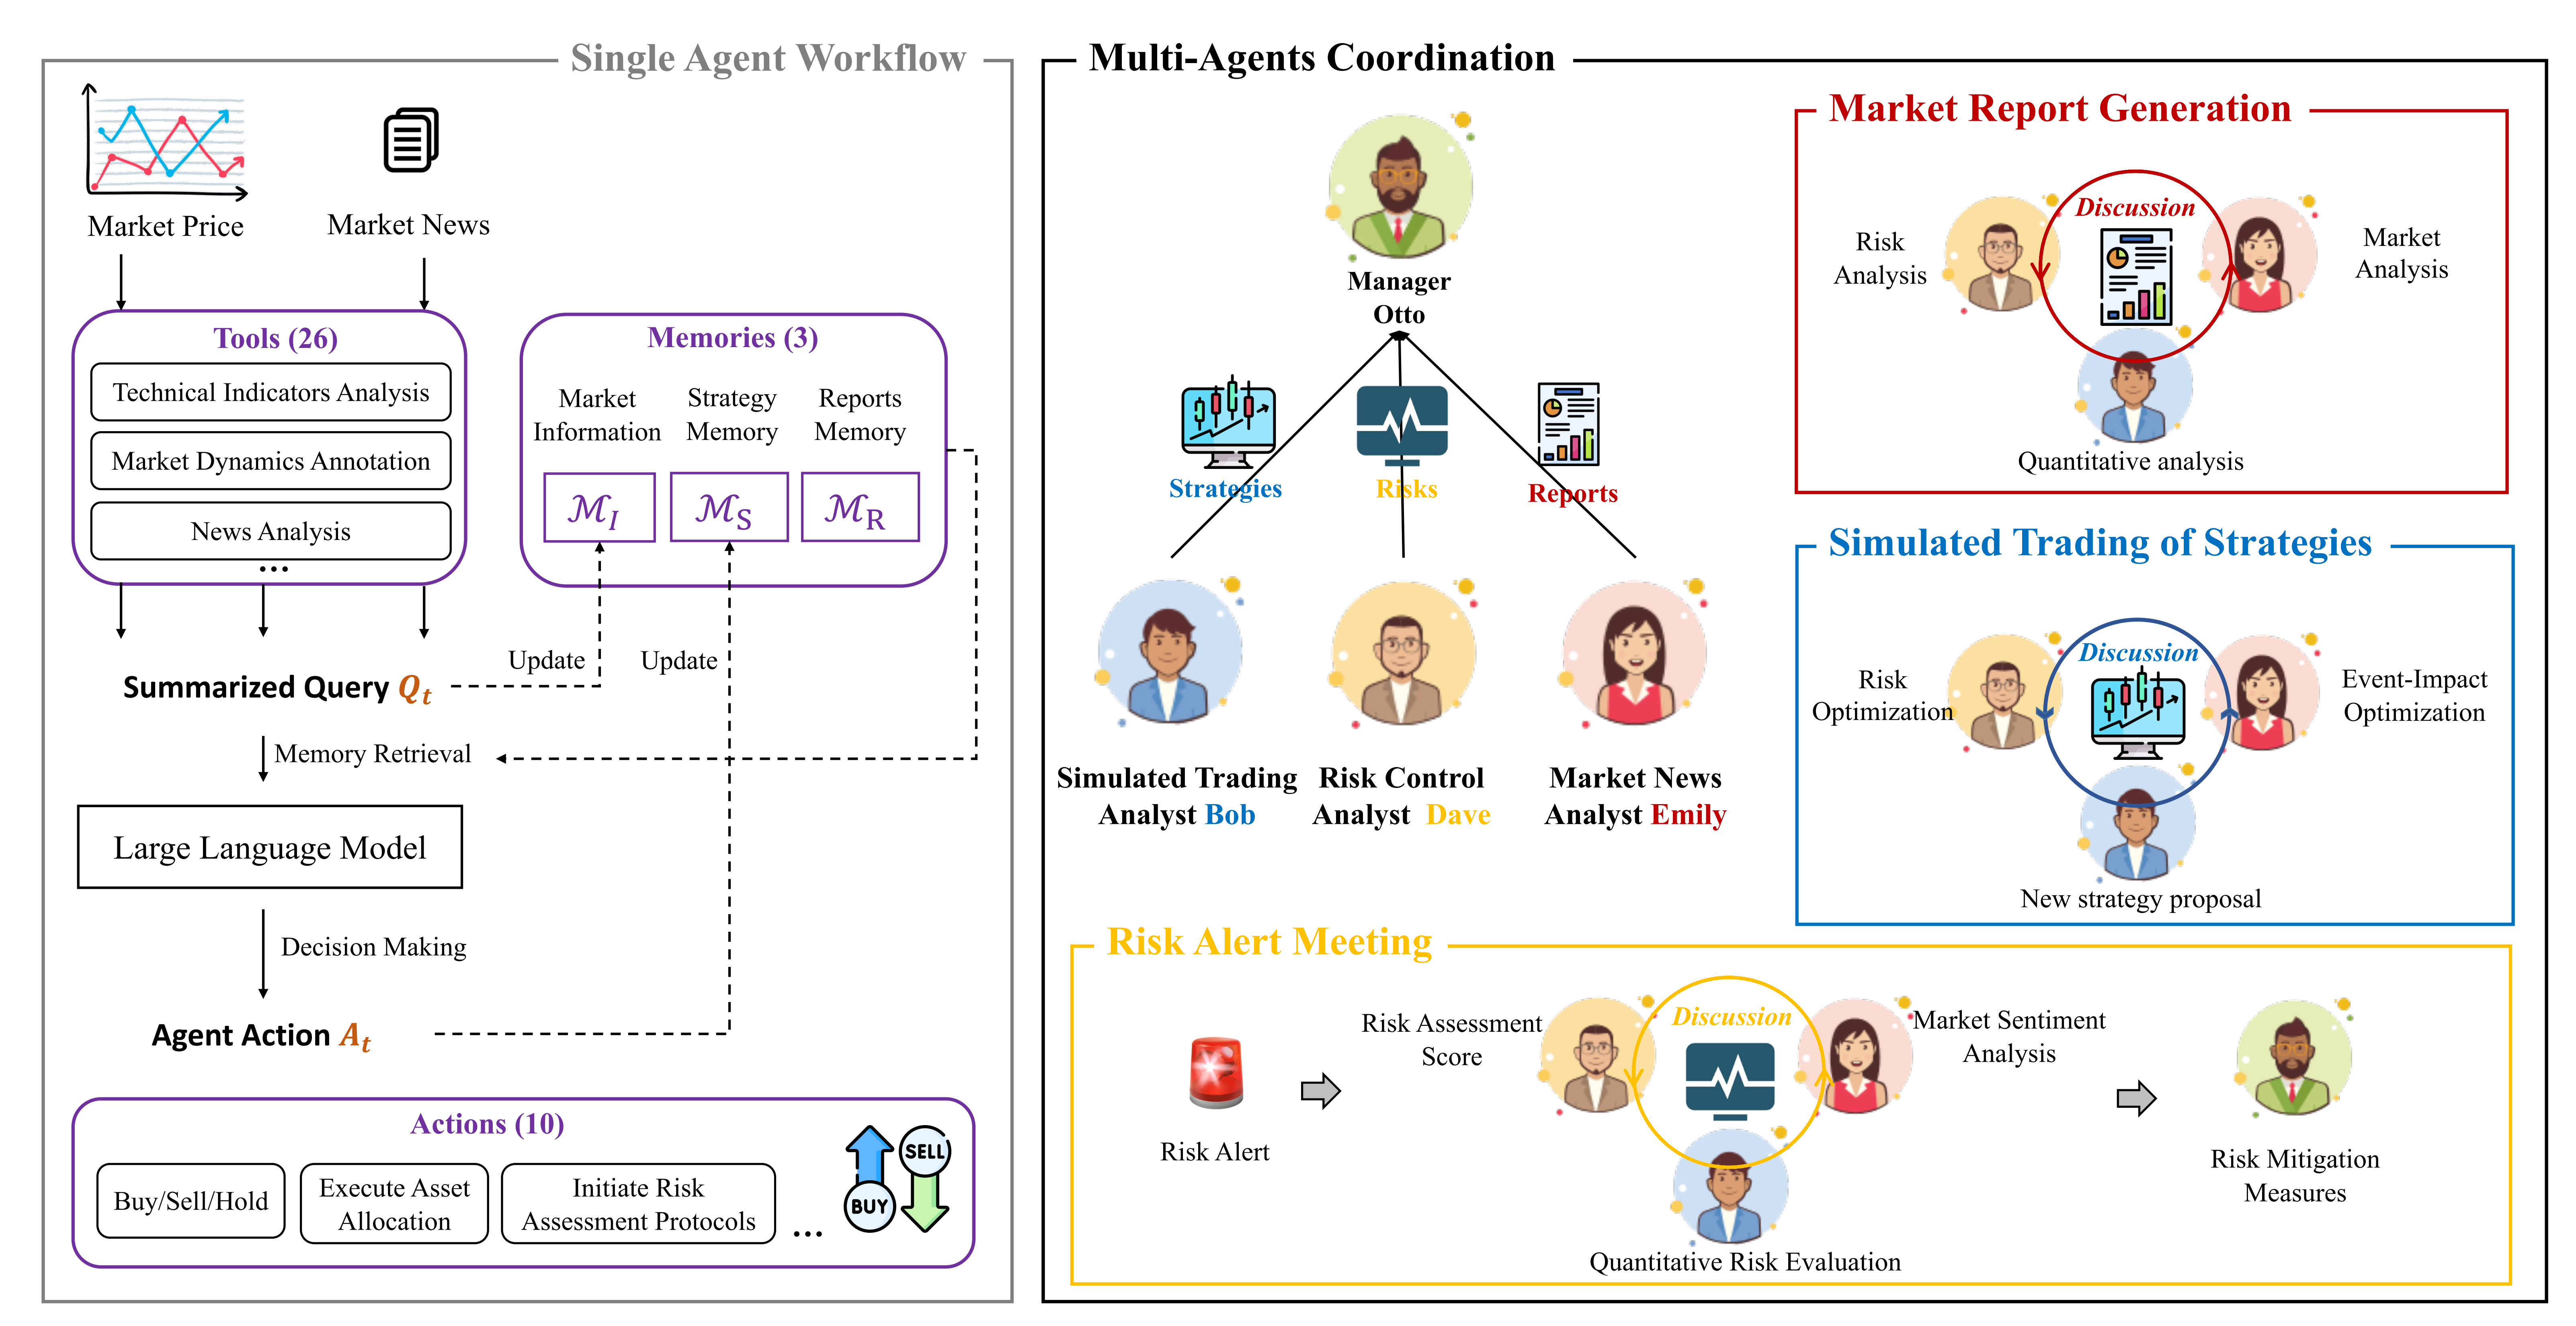 Single Agent Workflow
Market Price
Market News
Tools (26)
Technical Indicators Analysis
Market Dynamics Annotation
News Analysis
...
Memories (3)
Market
Information
Strategy
Memory
Reports
Memory
ℳ_I
ℳ_S
ℳ_R
Update
Update
Summarized Query Q_t
Memory Retrieval
Large Language Model
Decision Making
Agent Action A_t
Actions (10)
Buy/Sell/Hold
Execute Asset
Allocation
Initiate Risk
Assessment Protocols
...
BUY
SELL
Multi-Agents Coordination
Manager
Otto
Strategies
Risks
Reports
Simulated Trading
Analyst Bob
Risk Control
Analyst Dave
Market News
Analyst Emily
Market Report Generation
Discussion
Risk
Analysis
Market
Analysis
Quantitative analysis
Simulated Trading of Strategies
Discussion
Risk
Optimization
Event-Impact
Optimization
New strategy proposal
Risk Alert Meeting
Risk Alert
Risk Assessment
Score
Discussion
Market Sentiment
Analysis
Quantitative Risk Evaluation
Risk Mitigation
Measures